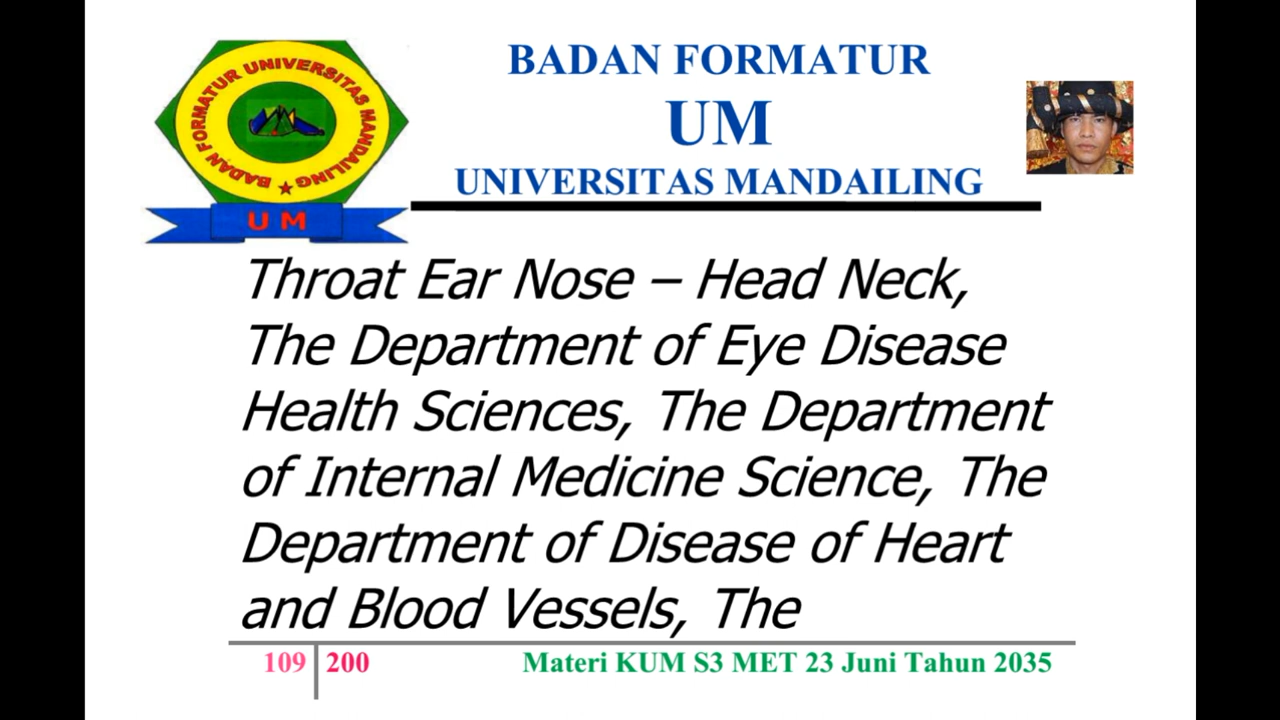 BADAN FORMATUR UNIVERSITAS MANDAILING
UM
BADAN FORMATUR
UM
UNIVERSITAS MANDAILING
Throat Ear Nose – Head Neck,
The Department of Eye Disease
Health Sciences, The Department
of Internal Medicine Science, The
Department of Disease of Heart
and Blood Vessels, The
109 200
Materi KUM S3 MET 23 Juni Tahun 2035